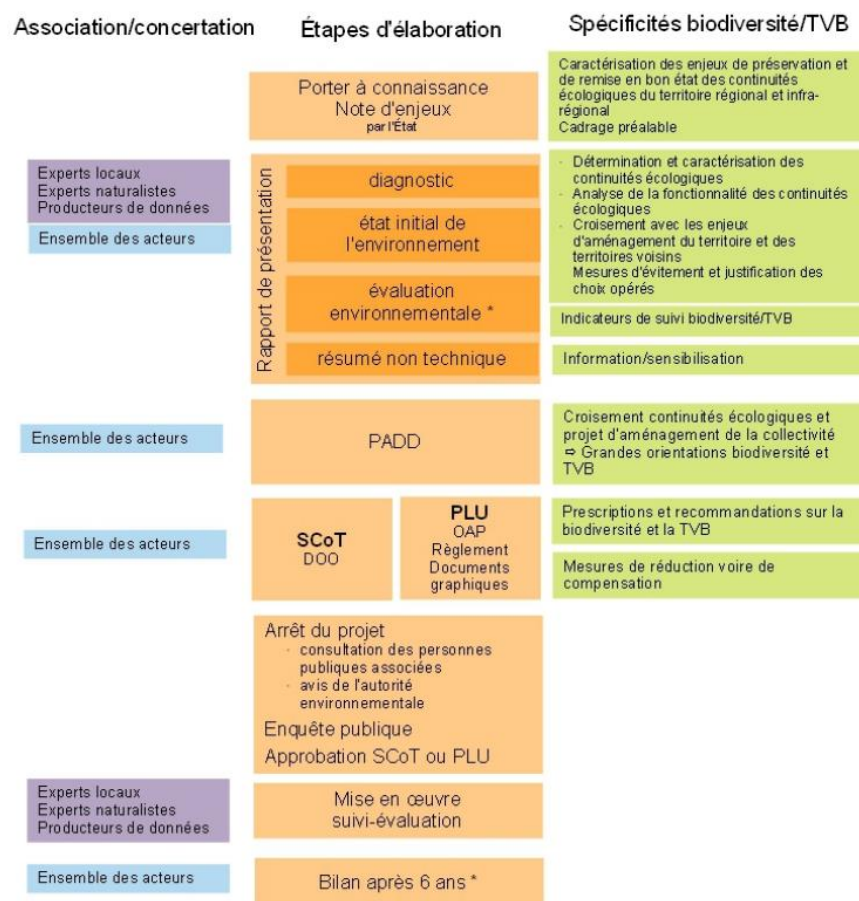 Association/concertation
Étapes d'élaboration
Spécificités biodiversité/TVB
Porter à connaissance
Note d'enjeux
par l'État
Caractérisation des enjeux de préservation et
de remise en bon état des continuités
écologiques du territoire régional et infra-
régional
Cadrage préalable
Experts locaux
Experts naturalistes
Producteurs de données
Ensemble des acteurs
Rapport de présentation
diagnostic
état initial de
l'environnement
évaluation
environnementale *
résumé non technique
· Détermination et caractérisation des
continuités écologiques
· Analyse de la fonctionnalité des continuités
écologiques
· Croisement avec les enjeux
d'aménagement du territoire et des
territoires voisins
Mesures d'évitement et justification des
choix opérés
Indicateurs de suivi biodiversité/TVB
Information/sensibilisation
Ensemble des acteurs
PADD
Croisement continuités écologiques et
projet d'aménagement de la collectivité
⇨ Grandes orientations biodiversité et
TVB
Ensemble des acteurs
SCoT
DOO
PLU
OAP
Règlement
Documents
graphiques
Prescriptions et recommandations sur la
biodiversité et la TVB
Mesures de réduction voire de
compensation
Arrêt du projet
· consultation des personnes
publiques associées
· avis de l'autorité
environnementale
Enquête publique
Approbation SCoT ou PLU
Experts locaux
Experts naturalistes
Producteurs de données
Mise en œuvre
suivi-évaluation
Ensemble des acteurs
Bilan après 6 ans *